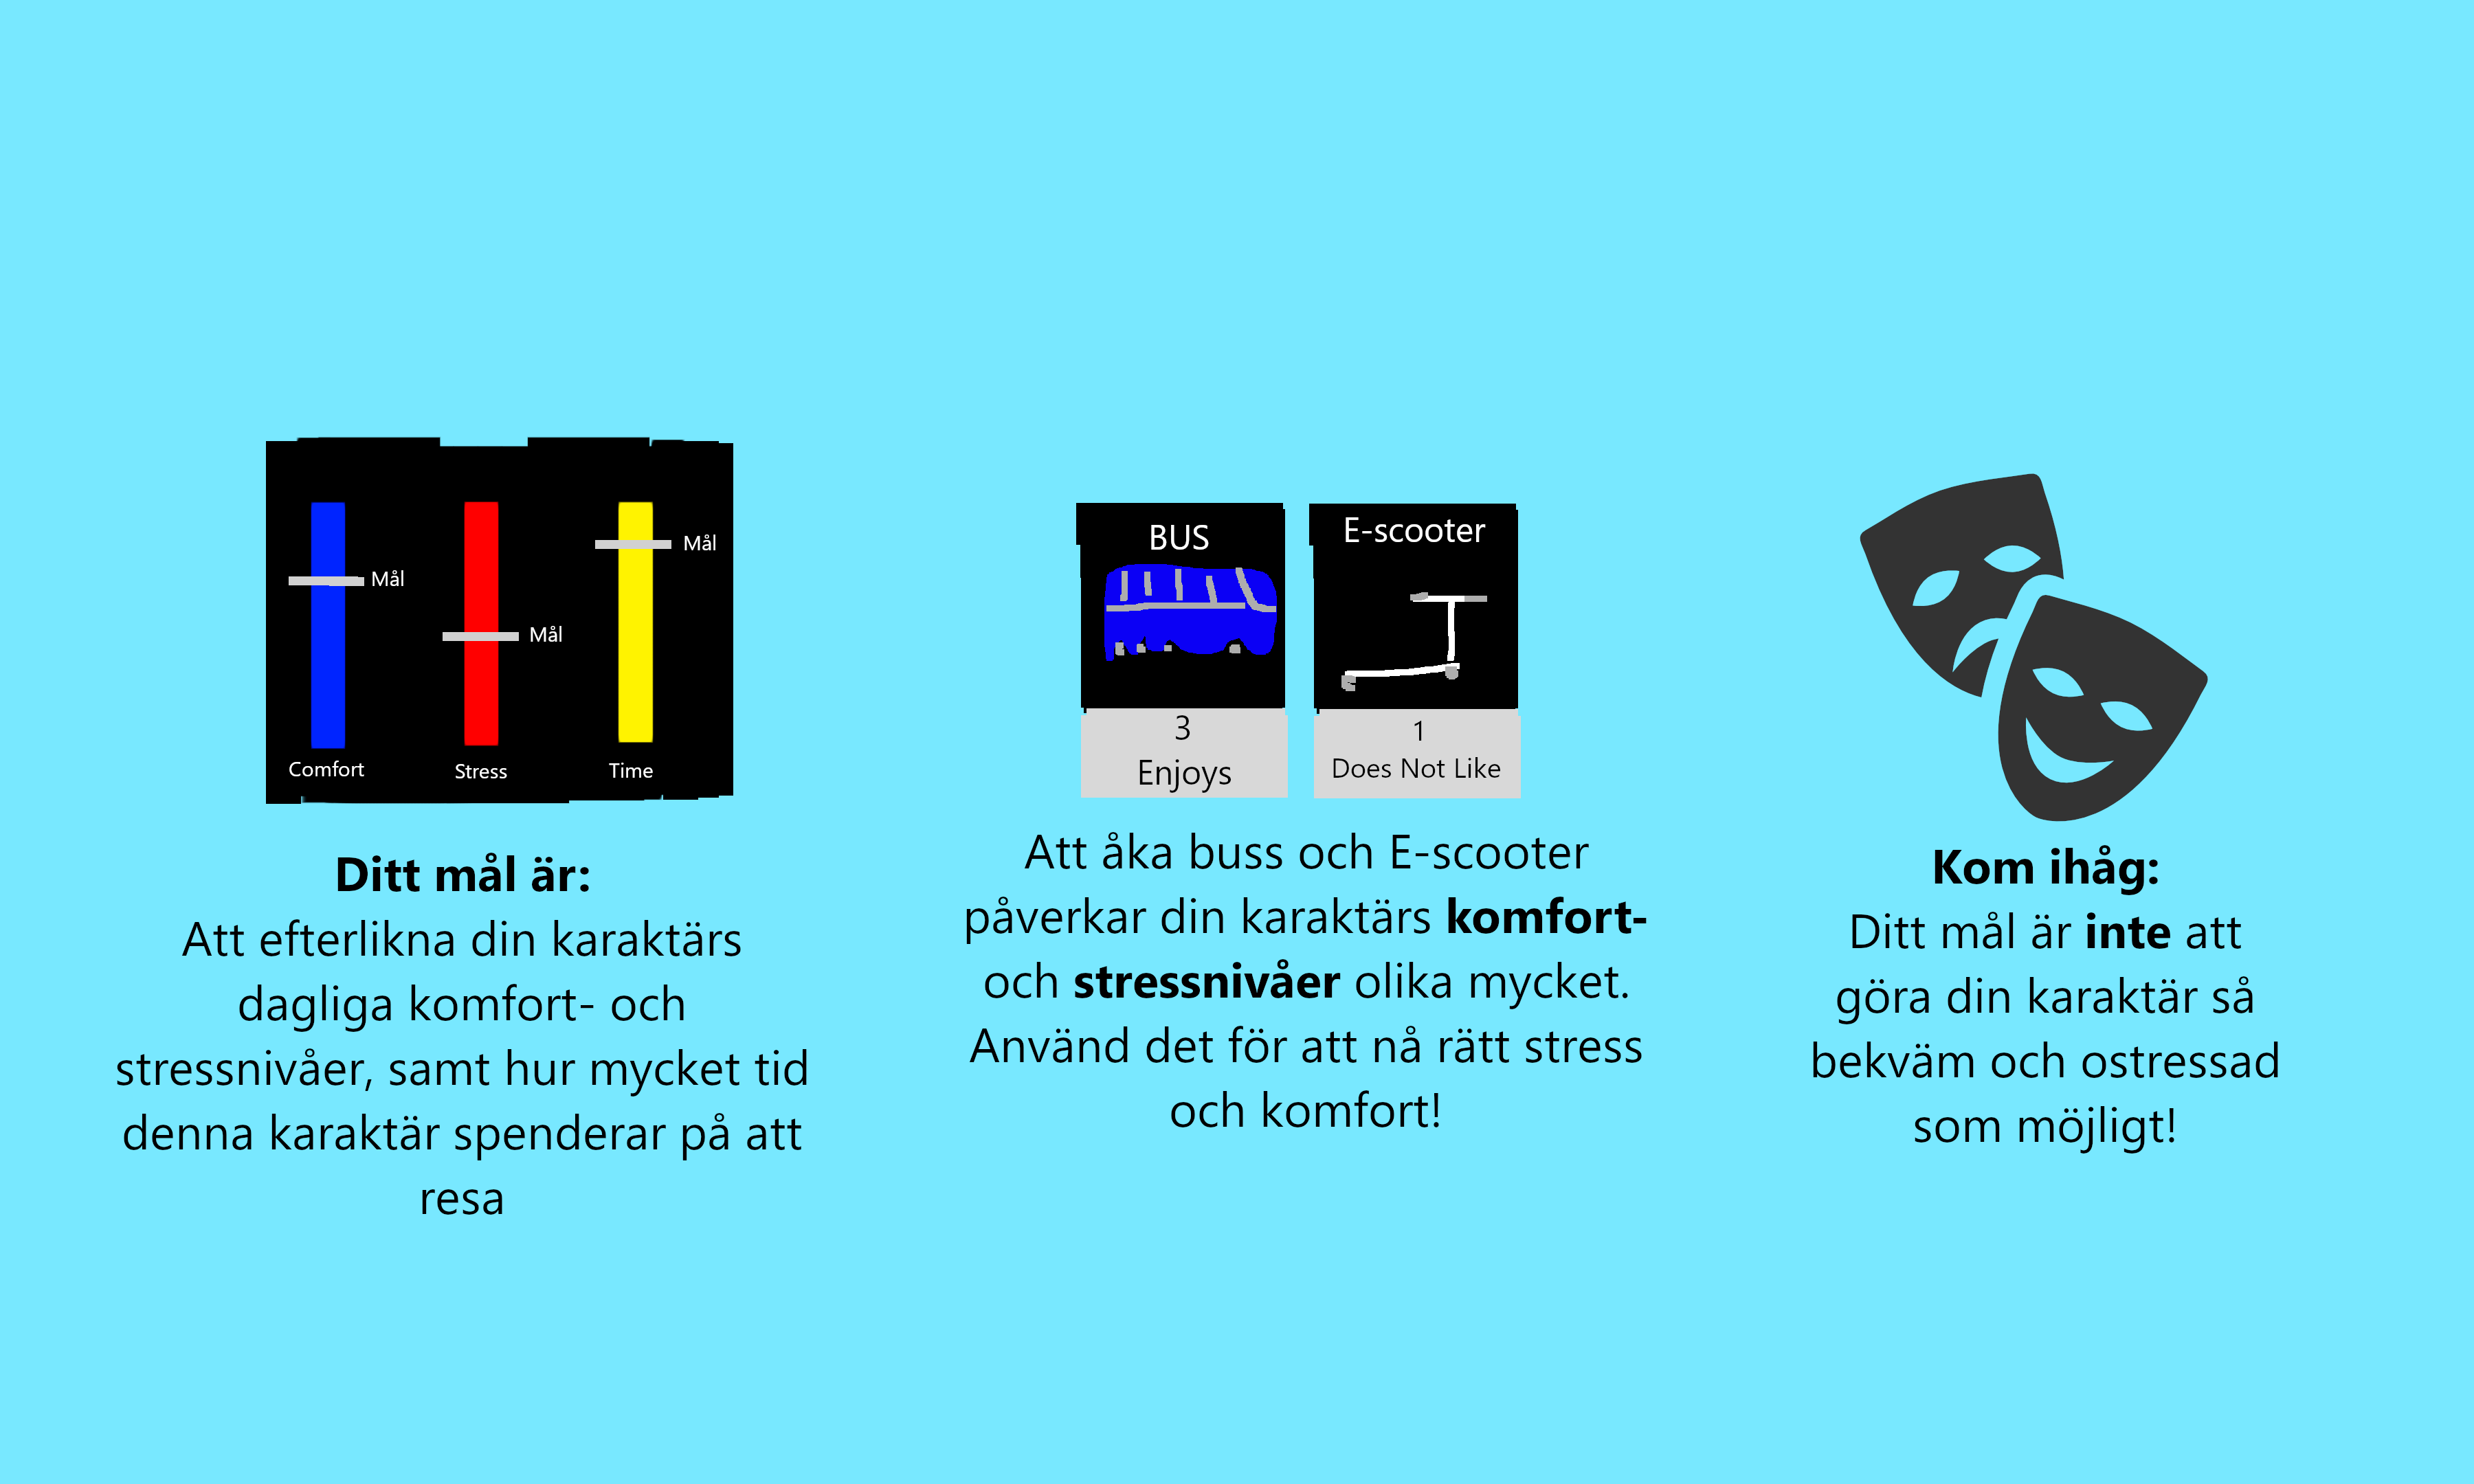 Mål
Mål
Mål
Comfort
Stress
Time
Ditt mål är:
Att efterlikna din karaktärs
dagliga komfort- och
stressnivåer, samt hur mycket tid
denna karaktär spenderar på att
resa
BUS
3
Enjoys
E-scooter
1
Does Not Like
Att åka buss och E-scooter
påverkar din karaktärs komfort-
och stressnivåer olika mycket.
Använd det för att nå rätt stress
och komfort!
Kom ihåg:
Ditt mål är inte att
göra din karaktär så
bekväm och ostressad
som möjligt!